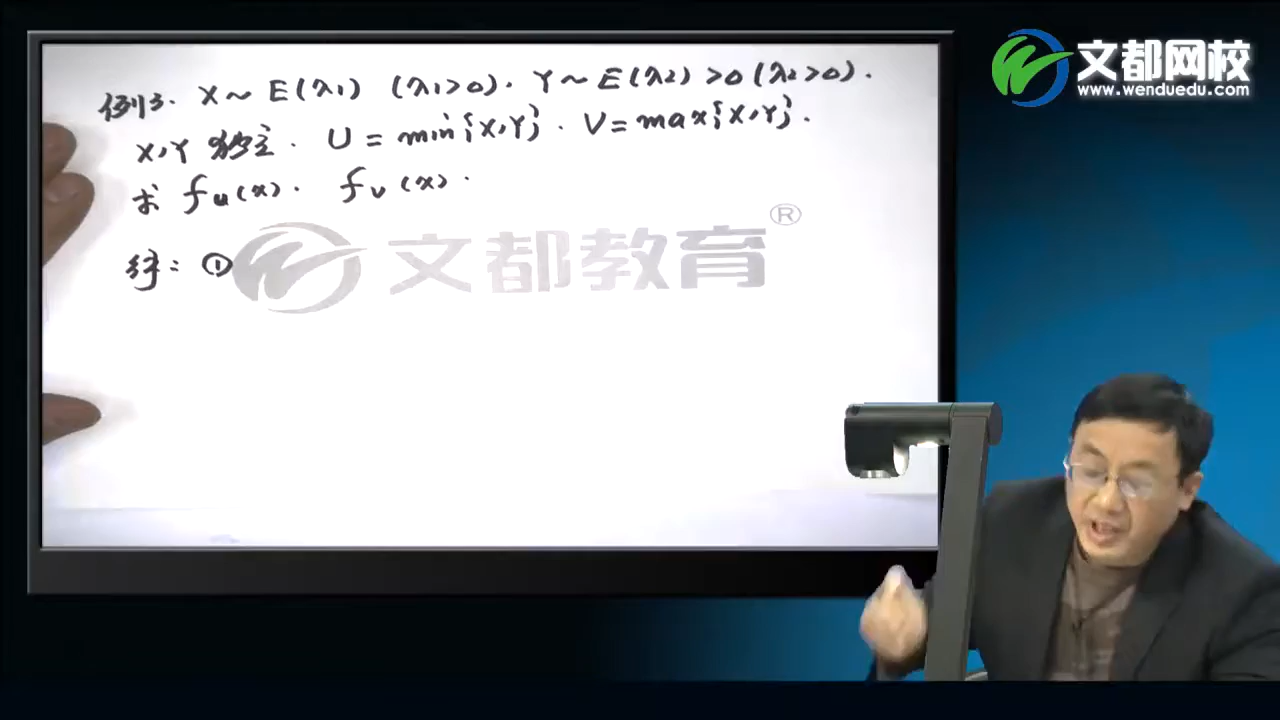 例3. X ~ E(λ1) (λ1>0). Y ~ E(λ2) >0 (λ2>0).
X,Y 独立. U = min{X,Y}. V = max{X,Y}.
求 fu(x). fv(x).
解: ①
文都教育®
文都网校
www.wenduedu.com